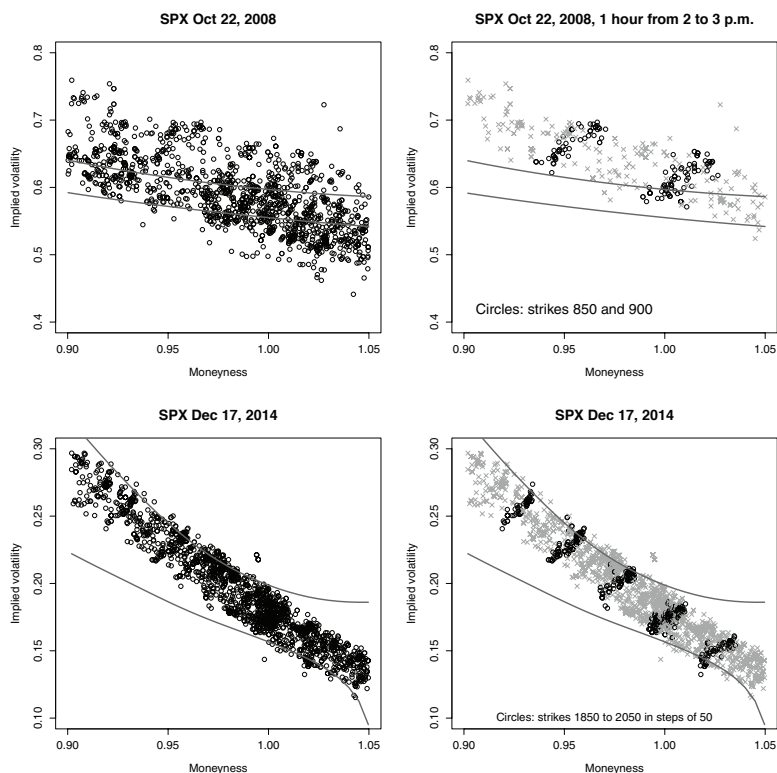 SPX Oct 22, 2008
Implied volatility
0.8
0.7
0.6
0.5
0.4
0.90 0.95 1.00 1.05
Moneyness
SPX Oct 22, 2008, 1 hour from 2 to 3 p.m.
Implied volatility
0.8
0.7
0.6
0.5
0.4
Circles: strikes 850 and 900
0.90 0.95 1.00 1.05
Moneyness
SPX Dec 17, 2014
Implied volatility
0.30
0.25
0.20
0.15
0.10
0.90 0.95 1.00 1.05
Moneyness
SPX Dec 17, 2014
Implied volatility
0.30
0.25
0.20
0.15
0.10
Circles: strikes 1850 to 2050 in steps of 50
0.90 0.95 1.00 1.05
Moneyness